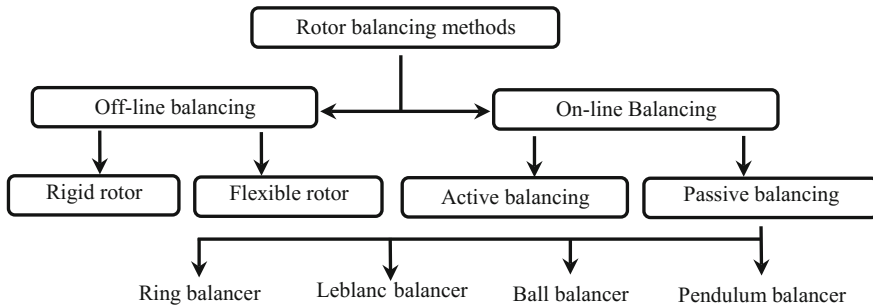 Rotor balancing methods
Off-line balancing
On-line Balancing
Rigid rotor
Flexible rotor
Active balancing
Passive balancing
Ring balancer
Leblanc balancer
Ball balancer
Pendulum balancer